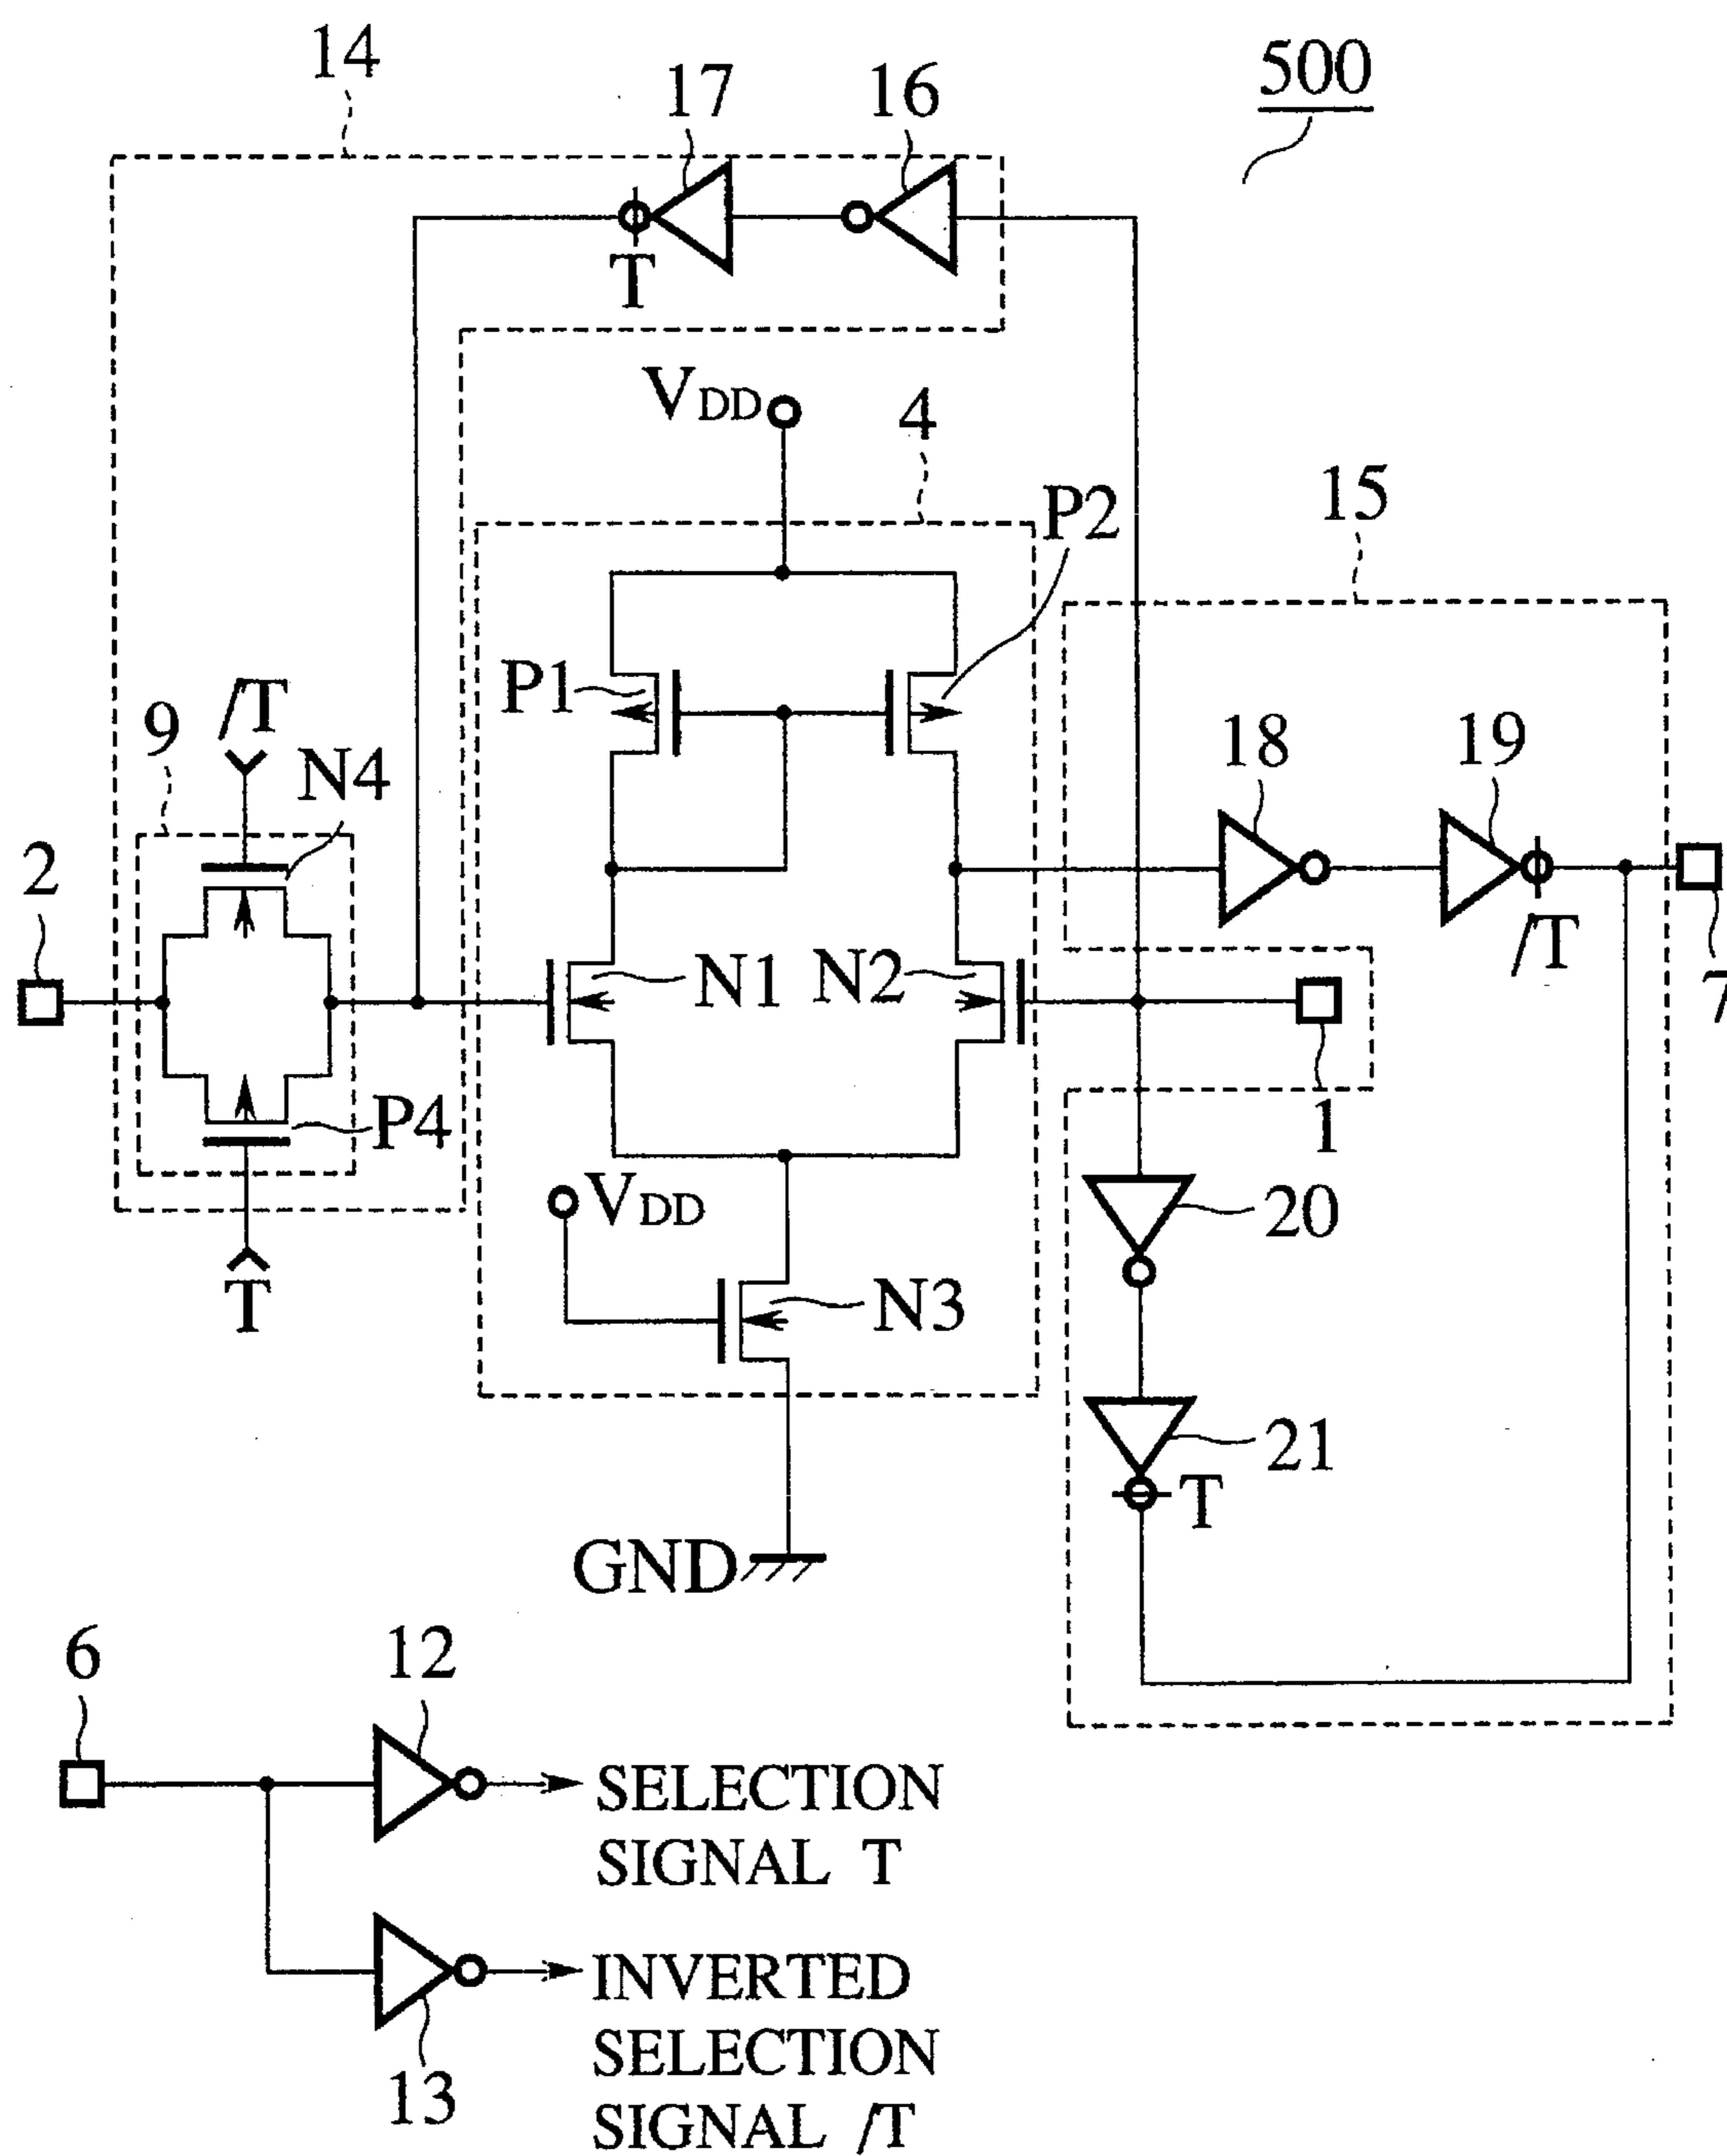 14
17
16
500
T
VDD
4
P2
15
P1
/T
9
N4
18
19
2
/T
N1
N2
7
P4
1
VDD
20
T
N3
21
T
GND
6
12
SELECTION
SIGNAL T
INVERTED
SELECTION
SIGNAL /T
13